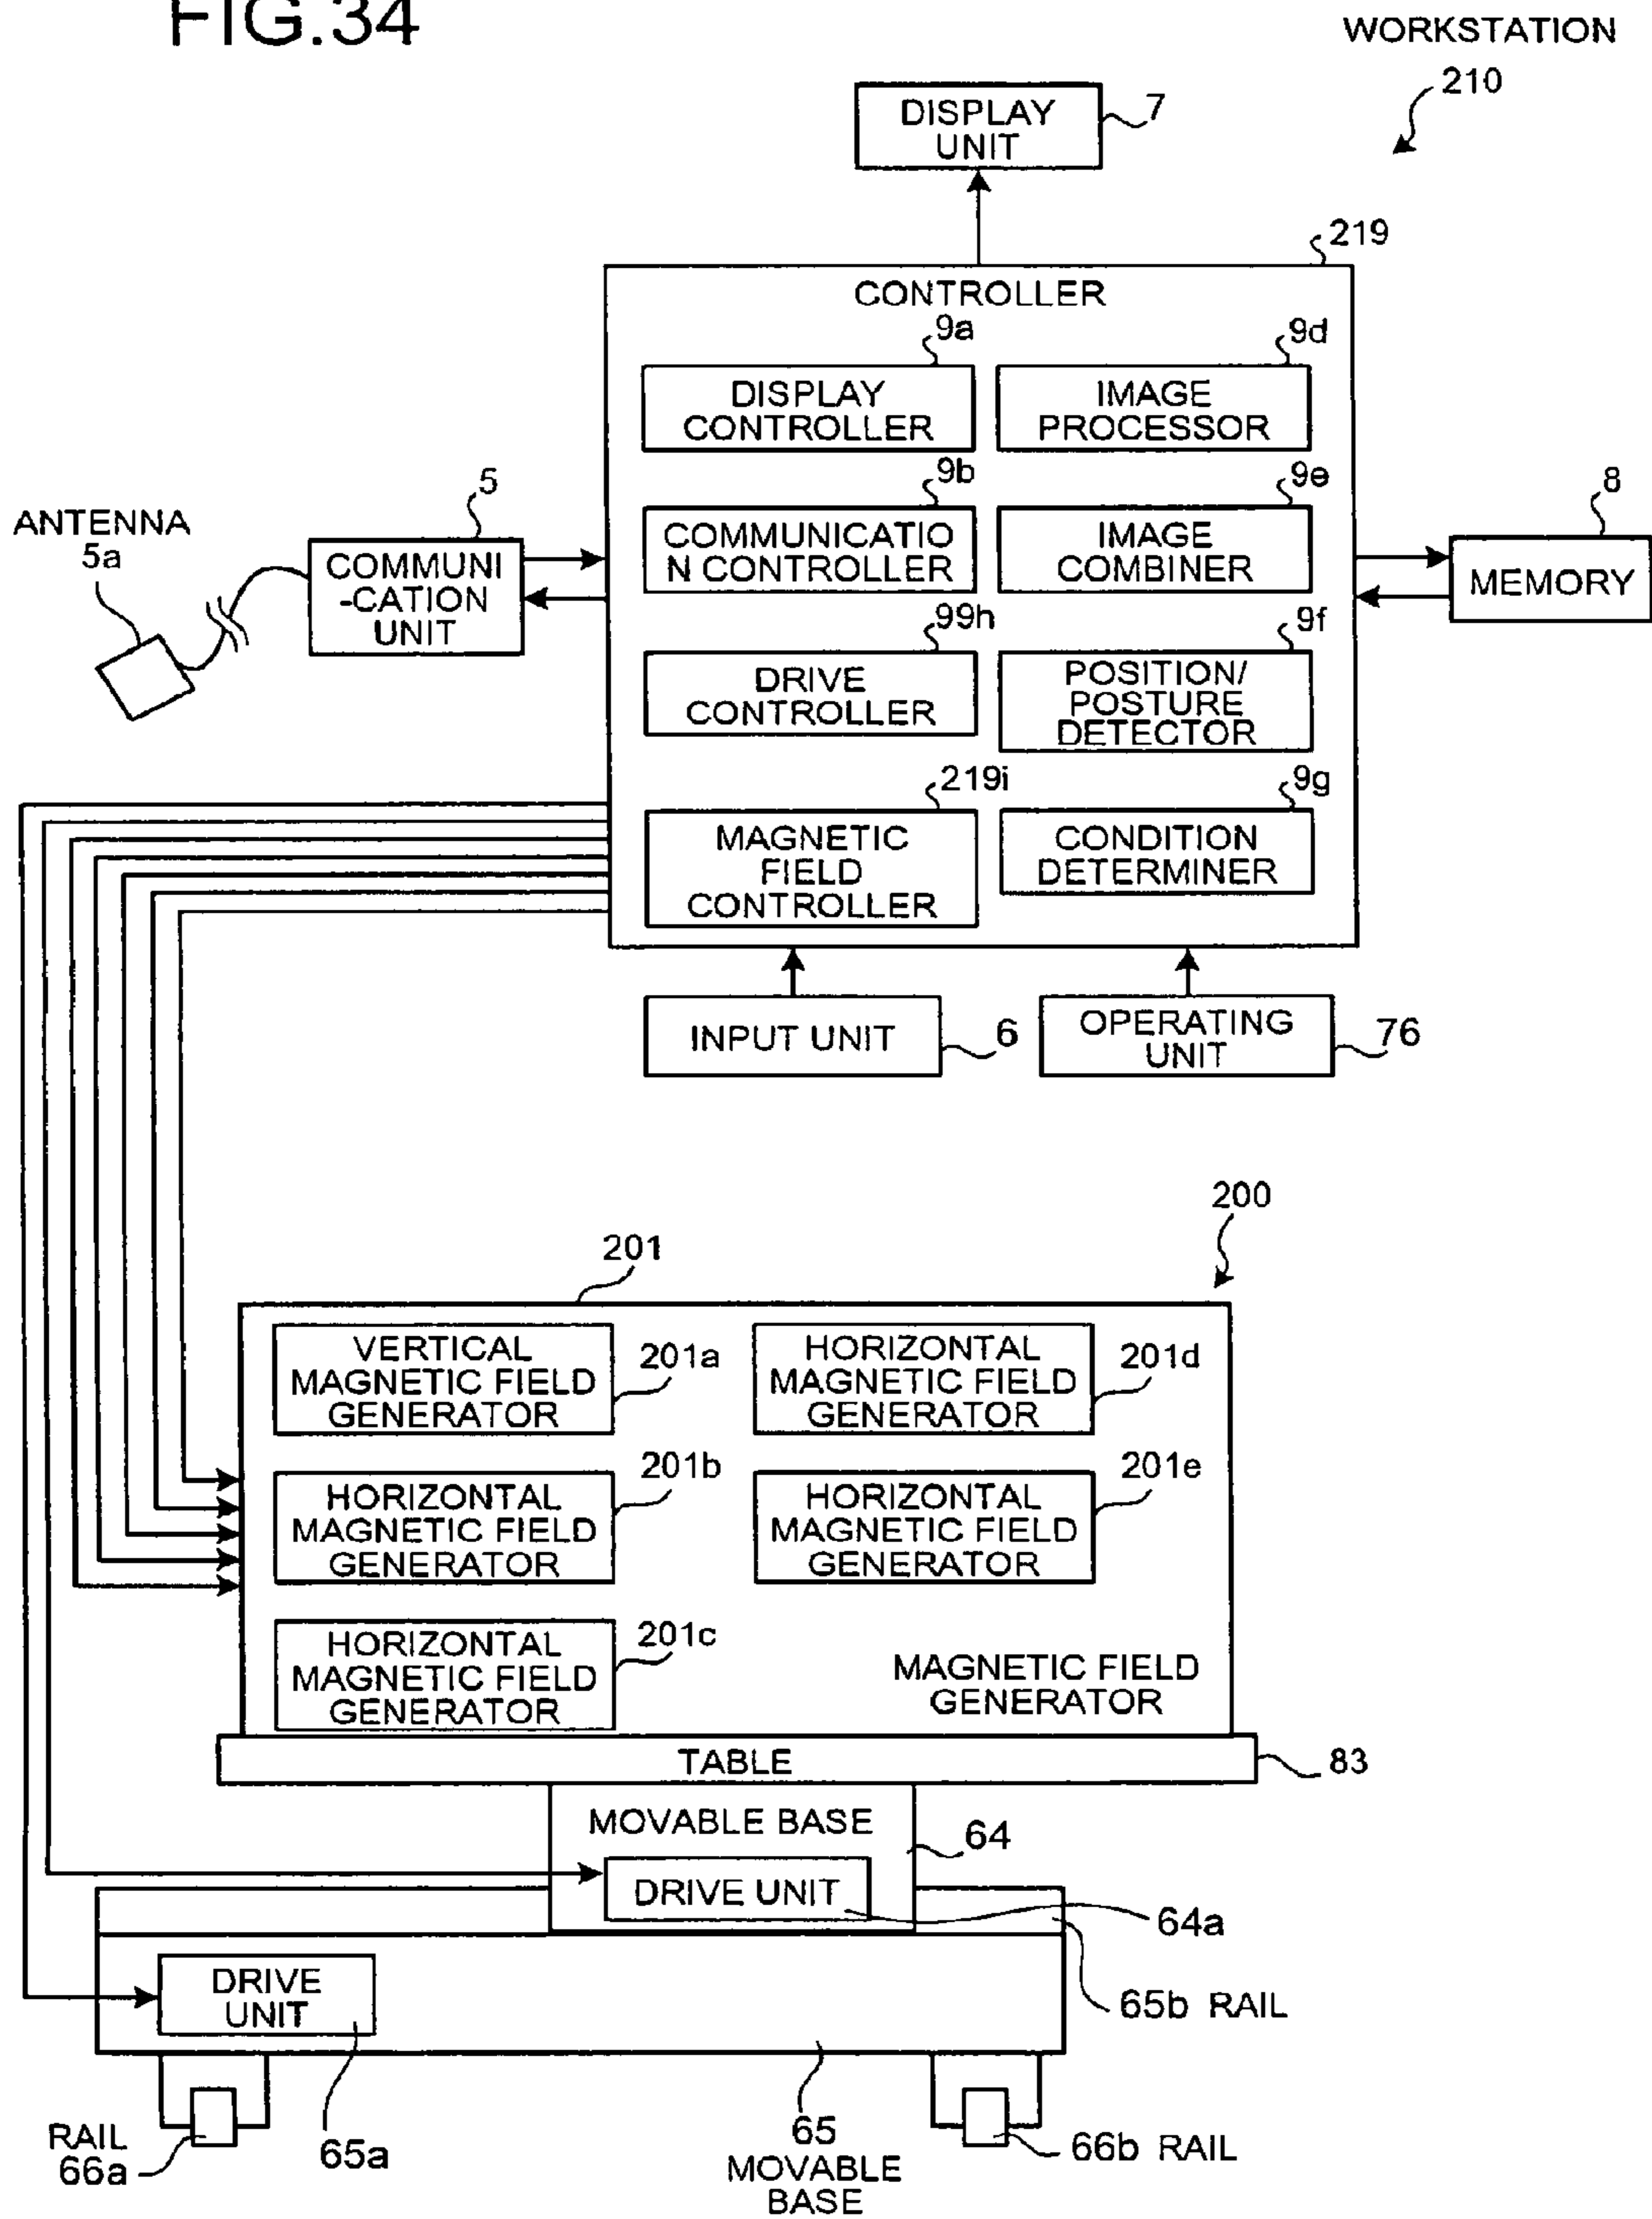 FIG.34
WORKSTATION
210
DISPLAY
UNIT
7
219
CONTROLLER
9a
9d
DISPLAY
CONTROLLER
IMAGE
PROCESSOR
9b
9e
COMMUNICATIO
N CONTROLLER
IMAGE
COMBINER
5
8
ANTENNA
5a
COMMUNI
-CATION
UNIT
MEMORY
99h
9f
DRIVE
CONTROLLER
POSITION/
POSTURE
DETECTOR
219i
9g
MAGNETIC
FIELD
CONTROLLER
CONDITION
DETERMINER
INPUT UNIT
6
OPERATING
UNIT
76
200
201
VERTICAL
MAGNETIC FIELD
GENERATOR
201a
HORIZONTAL
MAGNETIC FIELD
GENERATOR
201d
HORIZONTAL
MAGNETIC FIELD
GENERATOR
201b
HORIZONTAL
MAGNETIC FIELD
GENERATOR
201e
HORIZONTAL
MAGNETIC FIELD
GENERATOR
201c
MAGNETIC FIELD
GENERATOR
TABLE
83
MOVABLE BASE
64
DRIVE UNIT
64a
DRIVE
UNIT
65b RAIL
RAIL
66a
65a
65
MOVABLE
BASE
66b RAIL